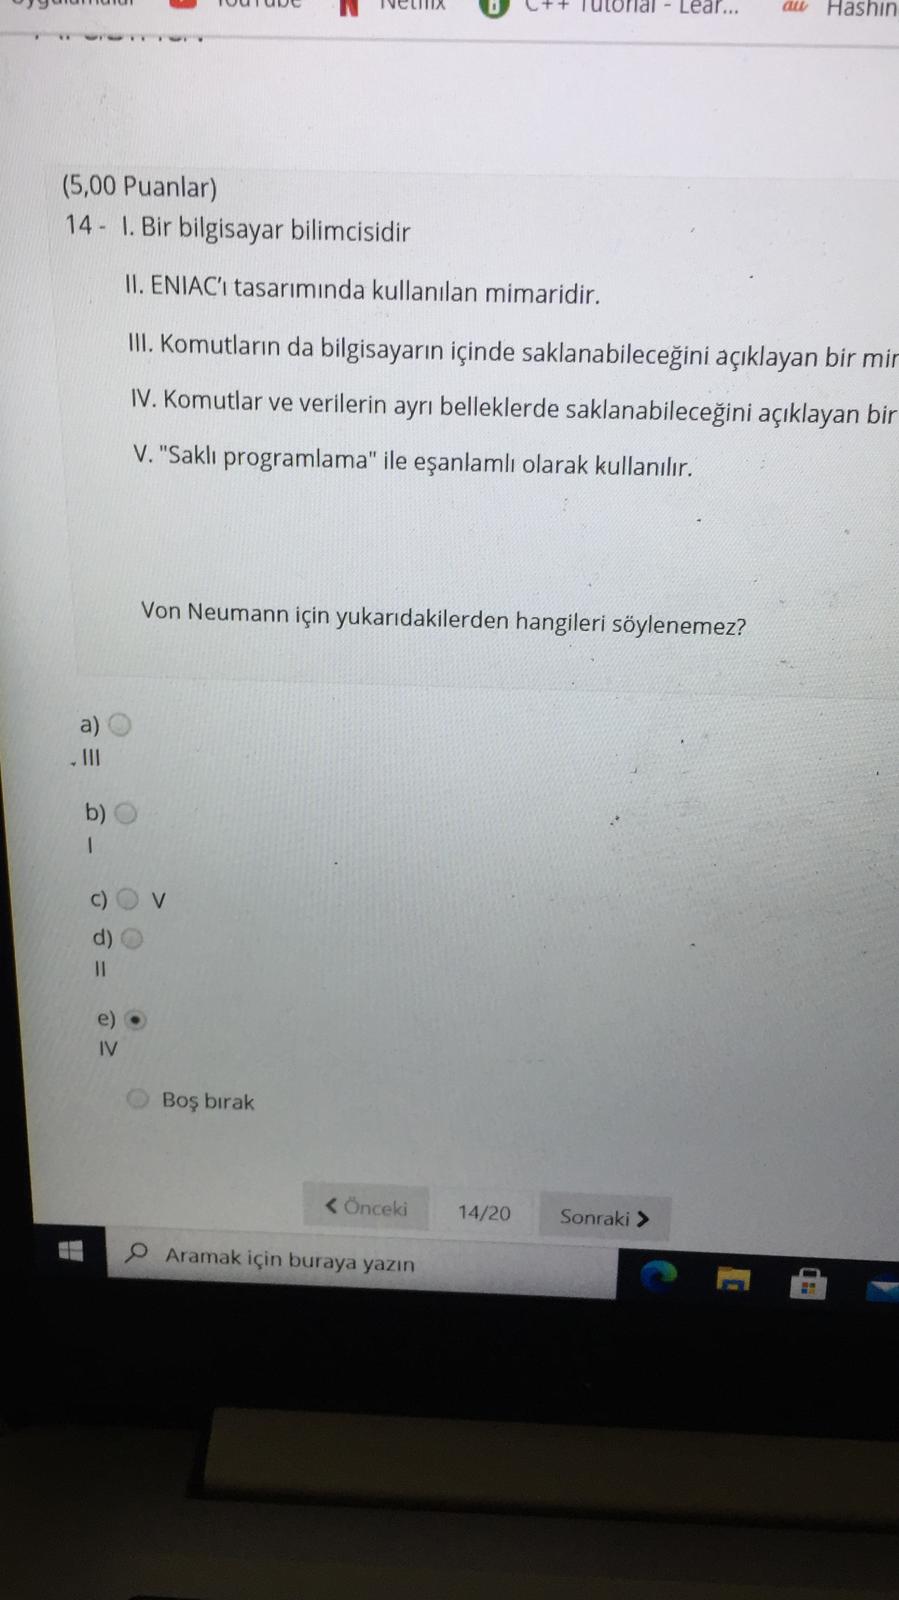 YouTube
Netflix
C++ Tutorial - Lear...
au Hashin
(5,00 Puanlar)
14 - I. Bir bilgisayar bilimcisidir
II. ENIAC'ı tasarımında kullanılan mimaridir.
III. Komutların da bilgisayarın içinde saklanabileceğini açıklayan bir
IV. Komutlar ve verilerin ayrı belleklerde saklanabileceğini açıklayan bir
V. "Saklı programlama" ile eşanlamlı olarak kullanılır.
Von Neumann için yukarıdakilerden hangileri söylenemez?
a)
. III
b)
I
c) V
d)
II
e)
IV
Boş bırak
Önceki 14/20 Sonraki
Aramak için buraya yazın